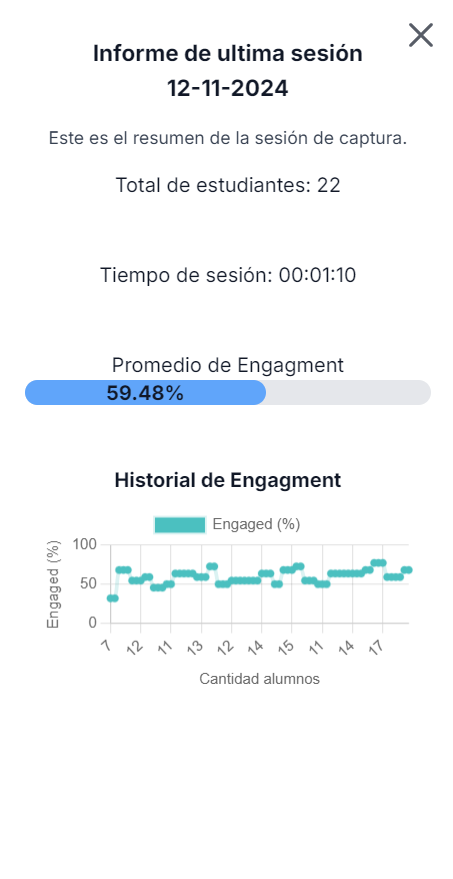 Informe de ultima sesión
12-11-2024
Este es el resumen de la sesión de captura.
Total de estudiantes: 22
Tiempo de sesión: 00:01:10
Promedio de Engagment
59.48%
Historial de Engagment
Engaged (%)
Engaged (%)
100
50
0
7 12 11 13 12 14 15 11 14 17
Cantidad alumnos